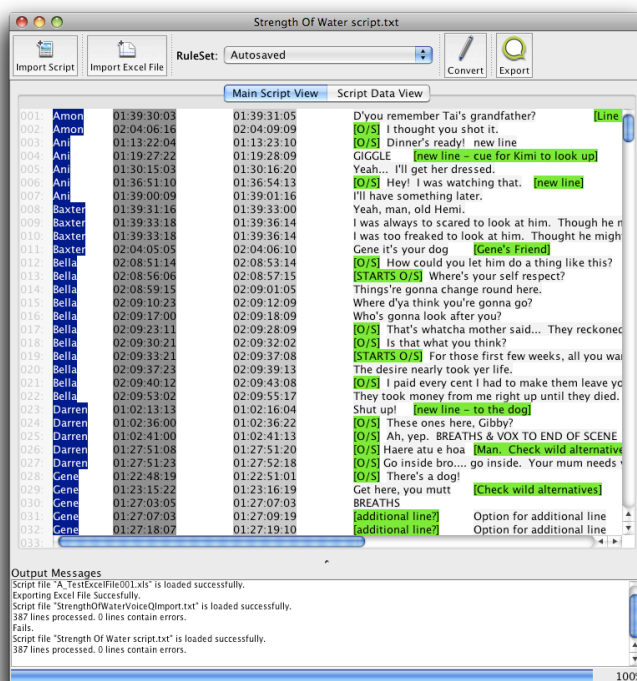 Strength Of Water script.txt
Import Script
Import Excel File
RuleSet:
Autosaved
Convert
Export
Main Script View
Script Data View
001: Amon 01:39:30:03 01:39:31:05 D'you remember Tai's grandfather? [Line
002: Amon 02:04:06:16 02:04:09:09 [O/S] I thought you shot it.
003: Ani 01:13:22:04 01:13:23:10 [O/S] Dinner's ready! new line
004: Ani 01:19:27:22 01:19:28:09 GIGGLE [new line – cue for Kimi to look up]
005: Ani 01:30:15:03 01:30:16:20 Yeah... I'll get her dressed.
006: Ani 01:36:51:10 01:36:54:13 [O/S] Hey! I was watching that. [new line]
007: Ani 01:39:00:09 01:39:01:16 I'll have something later.
008: Baxter 01:39:31:16 01:39:33:00 Yeah, man, old Hemi.
009: Baxter 01:39:33:18 01:39:36:14 I was always to scared to look at him. Though he
010: Baxter 01:39:33:18 01:39:36:14 I was too freaked to look at him. Thought he
011: Baxter 02:04:05:05 02:04:06:10 Gene it's your dog [Gene's Friend]
012: Bella 02:08:51:14 02:08:53:14 [O/S] How could you let him do a thing like this?
013: Bella 02:08:56:06 02:08:57:15 [STARTS O/S] Where's your self respect?
014: Bella 02:08:59:15 02:09:01:05 Things're gonna change round here.
015: Bella 02:09:10:23 02:09:12:09 Where d'ya think you're gonna go?
016: Bella 02:09:17:00 02:09:18:09 Who's gonna look after you?
017: Bella 02:09:23:11 02:09:28:09 [O/S] That's whatcha mother said... They reckoned
018: Bella 02:09:30:21 02:09:32:02 [O/S] Is that what you think?
019: Bella 02:09:33:21 02:09:37:08 [STARTS O/S] For those first few weeks, all you
020: Bella 02:09:37:23 02:09:39:13 The desire nearly took yer life.
021: Bella 02:09:40:12 02:09:43:08 [O/S] I paid every cent I had to make them leave
022: Bella 02:09:53:02 02:09:55:17 They took money from me right up until they died.
023: Darren 01:02:13:13 01:02:16:04 Shut up! [new line – to the dog]
024: Darren 01:02:36:00 01:02:36:22 [O/S] These ones here, Gibby?
025: Darren 01:02:41:00 01:02:41:13 [O/S] Ah, yep. BREATHS & VOX TO END OF SCENE
026: Darren 01:27:51:08 01:27:51:20 [O/S] Haere atu e hoa [Man. Check wild alternative
027: Darren 01:27:51:23 01:27:52:18 [O/S] Go inside bro.... go inside. Your mum needs
028: Gene 01:22:48:19 01:22:51:01 [O/S] There's a dog!
029: Gene 01:23:15:22 01:23:16:19 Get here, you mutt [Check wild alternatives]
030: Gene 01:27:03:05 01:27:07:03 BREATHS
031: Gene 01:27:07:03 01:27:09:19 [additional line?] Option for additional line
032: Gene 01:27:18:07 01:27:19:10 [additional line?] Option for additional line
033:
Output Messages
Script file "A_TestExcelFile001.xls" is loaded successfully.
Exporting Excel File Succesfully.
Script file "StrengthOfWaterVoiceQImport.txt" is loaded successfully.
387 lines processed. 0 lines contain errors.
Fails.
Script file "Strength Of Water script.txt" is loaded successfully.
387 lines processed. 0 lines contain errors.
100%